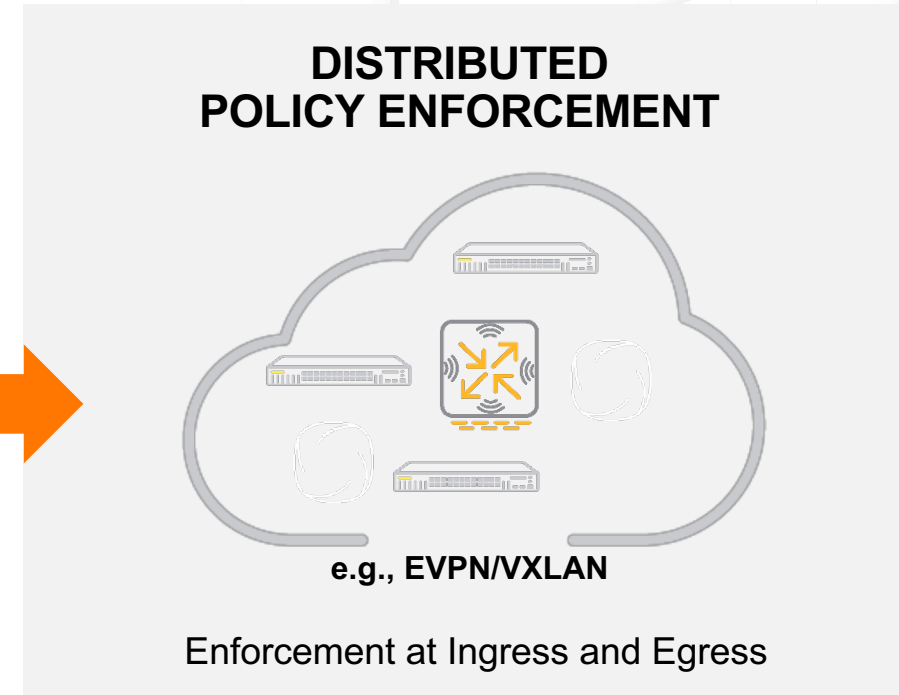 DISTRIBUTED
POLICY ENFORCEMENT
e.g., EVPN/VXLAN
Enforcement at Ingress and Egress